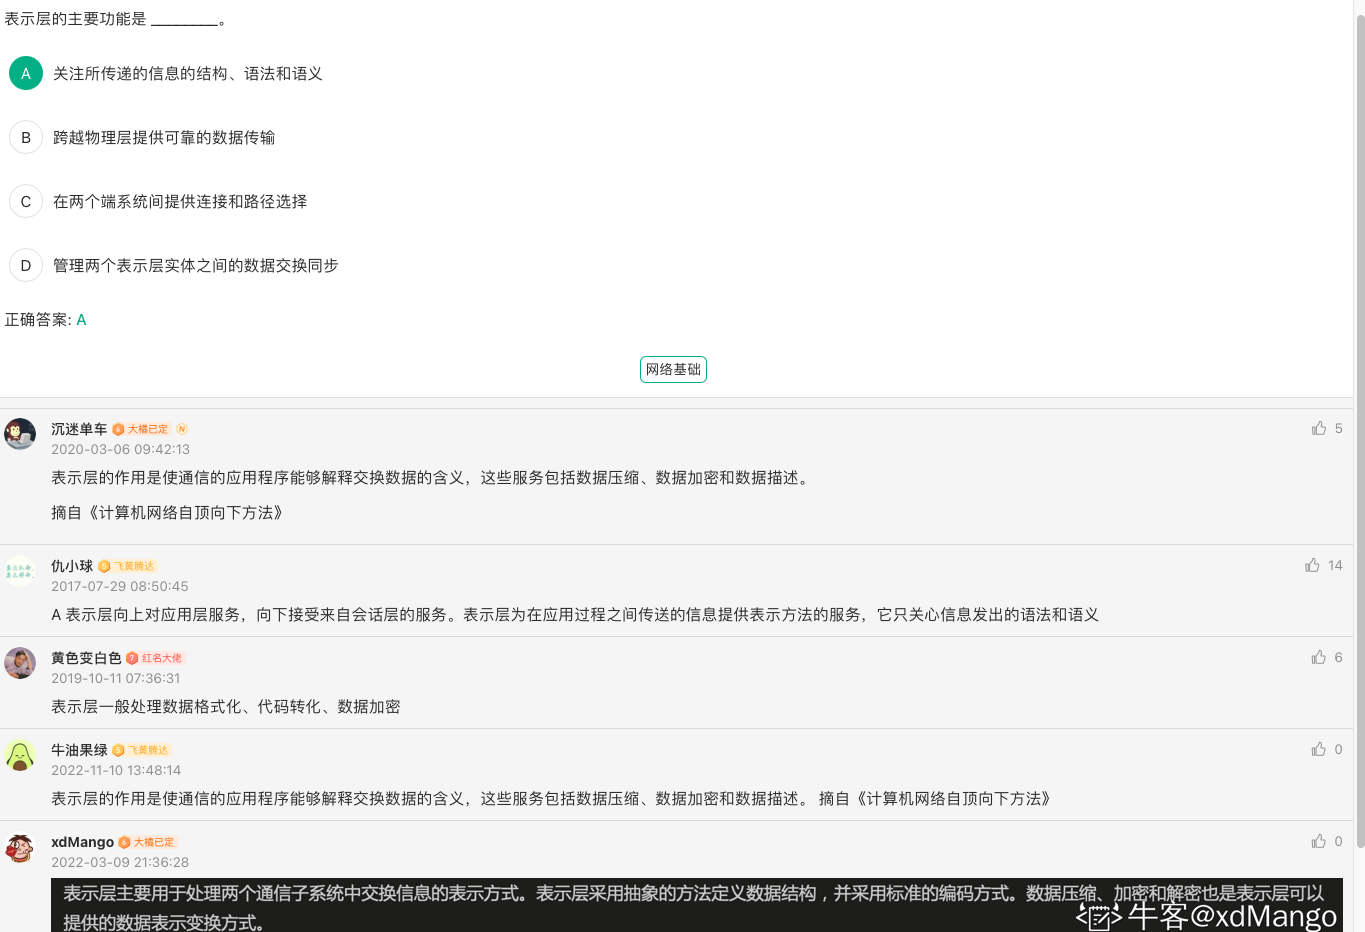 表示层的主要功能是 ________。
A 关注所传递的信息的结构、语法和语义
B 跨越物理层提供可靠的数据传输
C 在两个端系统间提供连接和路径选择
D 管理两个表示层实体之间的数据交换同步
正确答案: A
网络基础
沉迷单车 6 大橘已定 N 5
2020-03-06 09:42:13
表示层的作用是使通信的应用程序能够解释交换数据的含义，这些服务包括数据压缩、数据加密和数据描述。
摘自《计算机网络自顶向下方法》
仇小球 5 飞黄腾达 14
2017-07-29 08:50:45
A 表示层向上对应用层服务，向下接受来自会话层的服务。表示层为在应用过程之间传送的信息提供表示方法的服务，它只关心信息发出的语法和语义
黄色变白色 7 红名大佬 6
2019-10-11 07:36:31
表示层一般处理数据格式化、代码转化、数据加密
牛油果绿 5 飞黄腾达 0
2022-11-10 13:48:14
表示层的作用是使通信的应用程序能够解释交换数据的含义，这些服务包括数据压缩、数据加密和数据描述。 摘自《计算机网络自顶向下方法》
xdMango 6 大橘已定 0
2022-03-09 21:36:28
表示层主要用于处理两个通信子系统中交换信息的表示方式。表示层采用抽象的方法定义数据结构，并采用标准的编码方式。数据压缩、加密和解密也是表示层可以
提供的数据表示变换方式。
牛客@xdMango